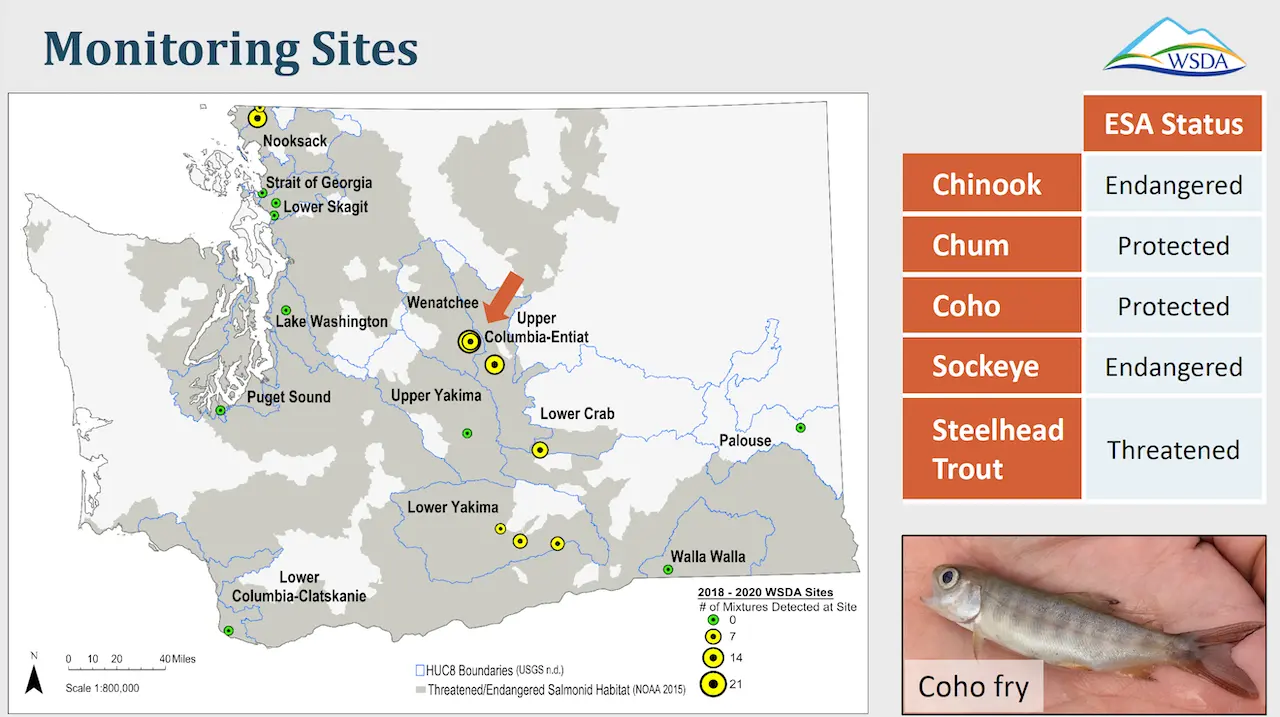 Monitoring Sites
WSDA
Nooksack
Strait of Georgia
Lower Skagit
Wenatchee
Upper
Columbia-Entiat
Lake Washington
Puget Sound
Upper Yakima
Lower Crab
Palouse
Lower Yakima
Walla Walla
Lower
Columbia-Clatskanie
2018 - 2020 WSDA Sites
# of Mixtures Detected at Site
0
7
14
21
N
0 10 20 40 Miles
Scale 1:800,000
HUC8 Boundaries (USGS n.d.)
Threatened/Endangered Salmonid Habitat (NOAA 2015)
ESA Status
Chinook Endangered
Chum Protected
Coho Protected
Sockeye Endangered
Steelhead
Trout Threatened
Coho fry